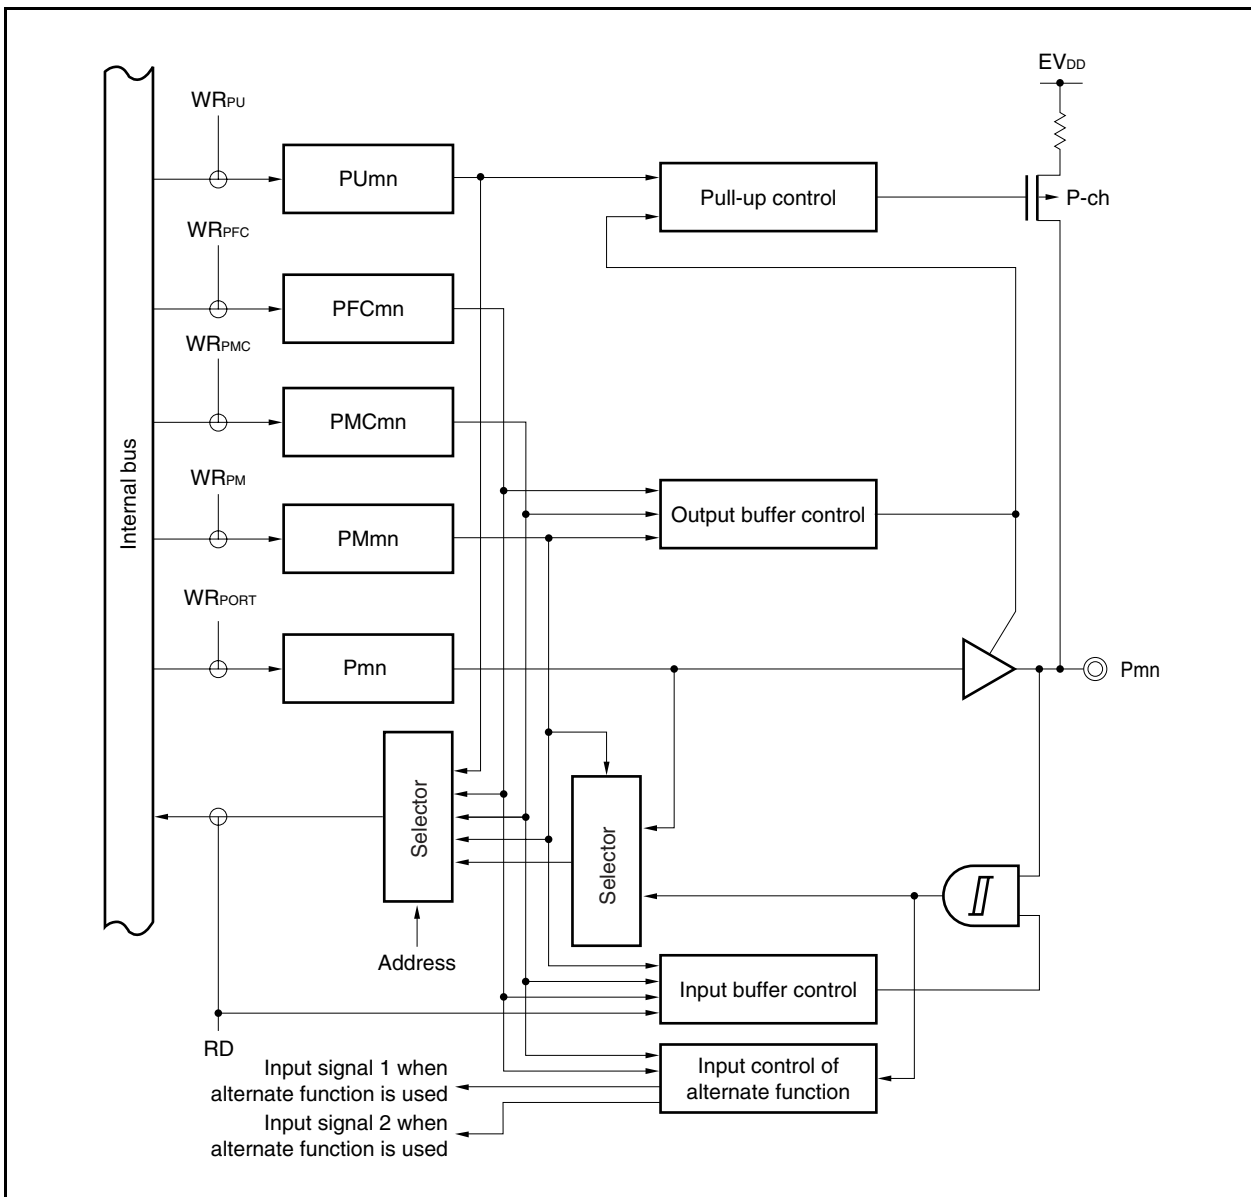 EVDD
WRPU
PUmn
Pull-up control
P-ch
WRPFC
PFCmn
WRPMC
PMCmn
Internal bus
WRPM
PMmn
Output buffer control
WRPORT
Pmn
Pmn
Selector
Selector
Address
Input buffer control
RD
Input signal 1 when
alternate function is used
Input control of
alternate function
Input signal 2 when
alternate function is used